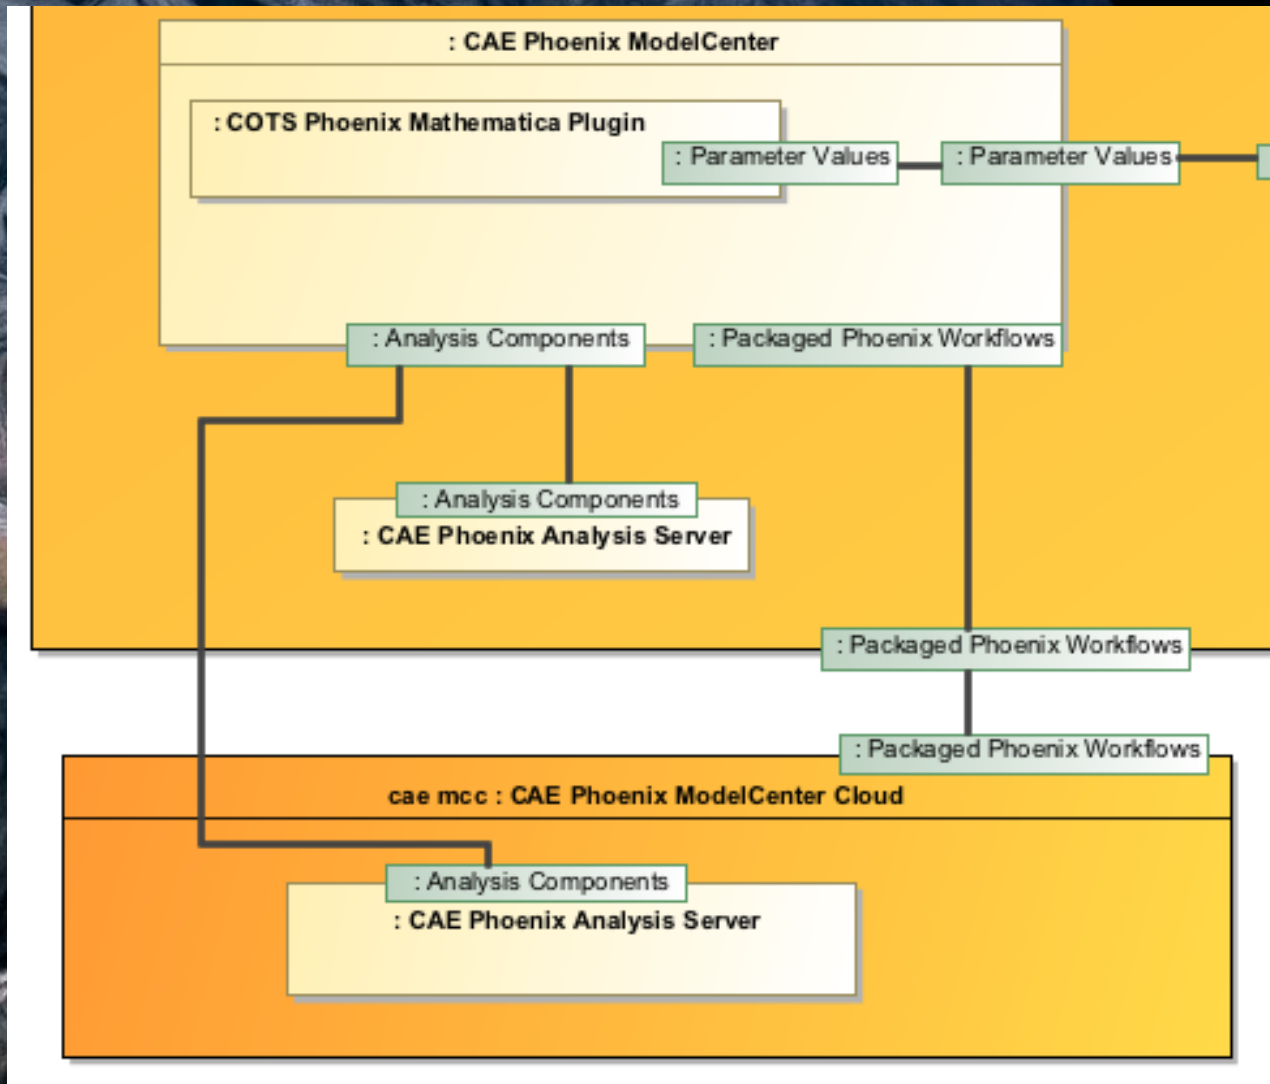 : CAE Phoenix ModelCenter
: COTS Phoenix Mathematica Plugin
: Parameter Values
: Parameter Values
: Analysis Components
: Packaged Phoenix Workflows
: Analysis Components
: CAE Phoenix Analysis Server
: Packaged Phoenix Workflows
: Packaged Phoenix Workflows
cae mcc : CAE Phoenix ModelCenter Cloud
: Analysis Components
: CAE Phoenix Analysis Server